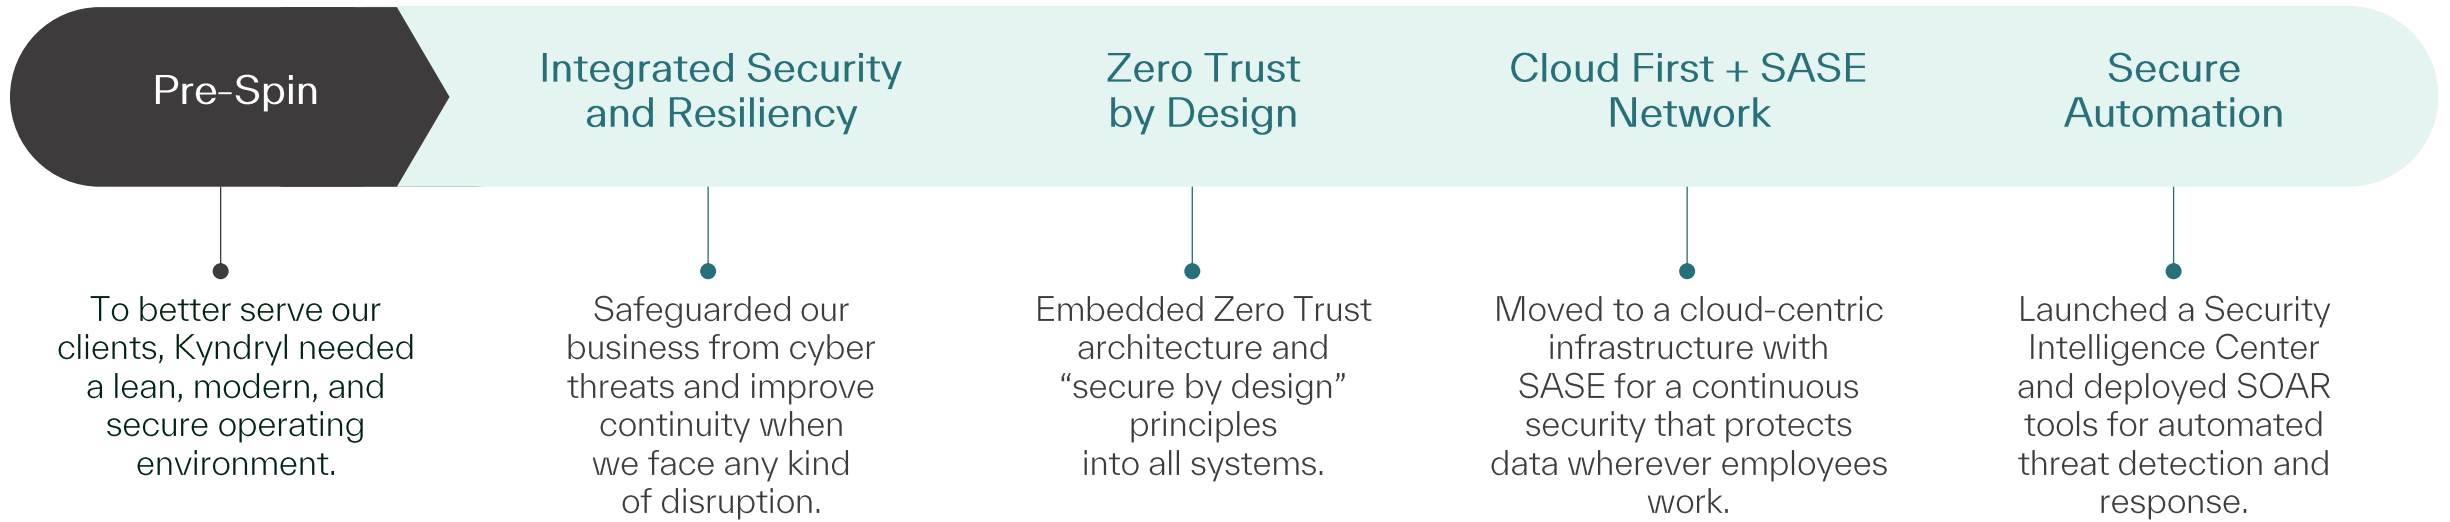 Pre-Spin
To better serve our
clients, Kyndryl needed
a lean, modern, and
secure operating
environment.
Integrated Security
and Resiliency
Safeguarded our
business from cyber
threats and improve
continuity when
we face any kind
of disruption.
Zero Trust
by Design
Embedded Zero Trust
architecture and
“secure by design”
principles
into all systems.
Cloud First + SASE
Network
Moved to a cloud-centric
infrastructure with
SASE for a continuous
security that protects
data wherever employees
work.
Secure
Automation
Launched a Security
Intelligence Center
and deployed SOAR
tools for automated
threat detection and
response.